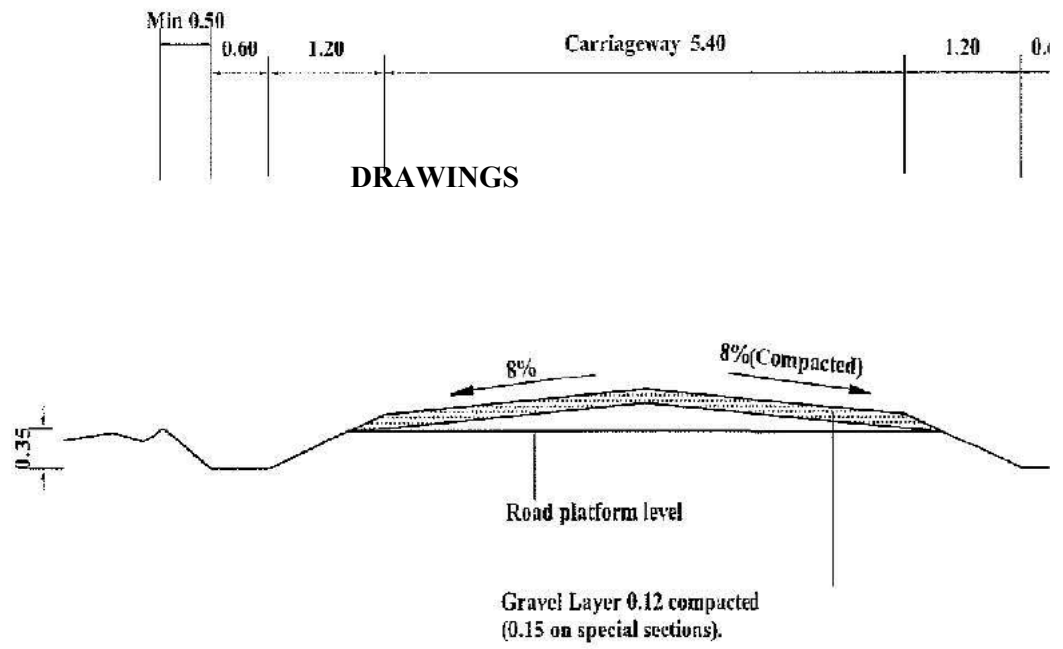 Min 0.50
0.60 1.20 Carriageway 5.40 1.20
DRAWINGS
8% 8%(Compacted)
0.35
Road platform level
Gravel Layer 0.12 compacted
(0.15 on special sections).